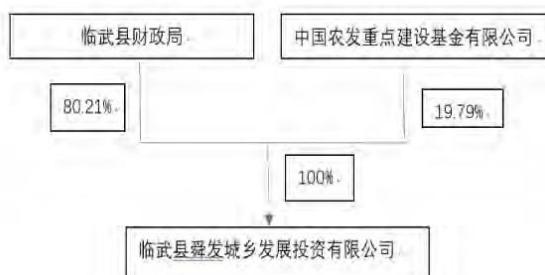 临武县财政局
中国农发重点建设基金有限公司
80.21%
19.79%
100%
临武县舜发城乡发展投资有限公司